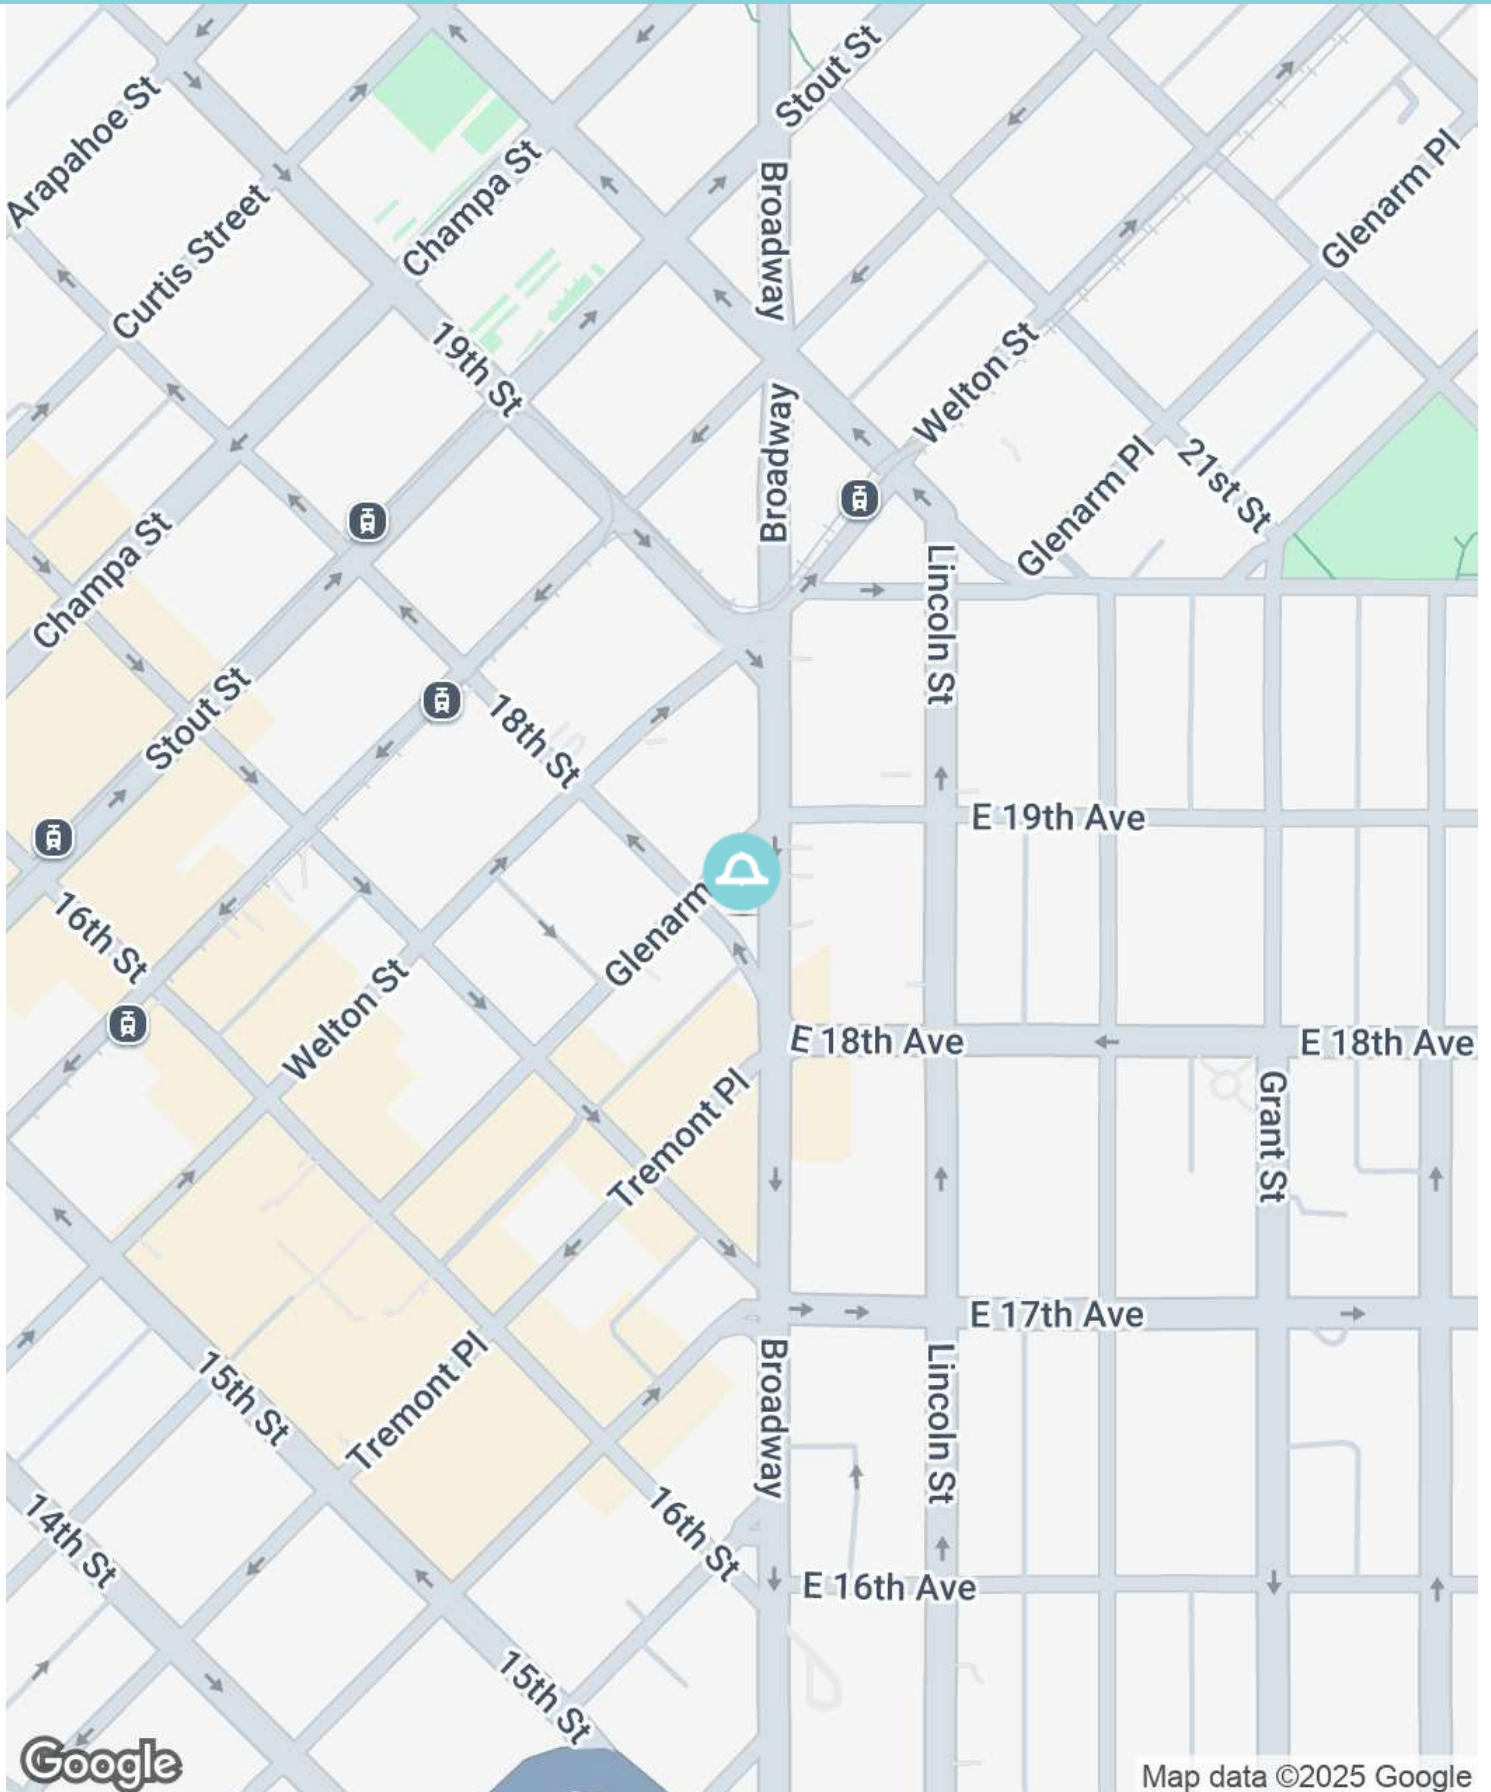 Stout St
Arapahoe St
Glenarm Pl
Champa St
Broadway
Curtis Street
19th St
Welton St
Broadway
21st St
Glenarm Pl
Champa St
Lincoln St
Stout St
18th St
E 19th Ave
Glenarm
16th St
Welton St
E 18th Ave
E 18th Ave
Tremont Pl
Grant St
E 17th Ave
15th St
Tremont Pl
Broadway
Lincoln St
14th St
16th St
E 16th Ave
15th St
Google
Map data ©2025 Google